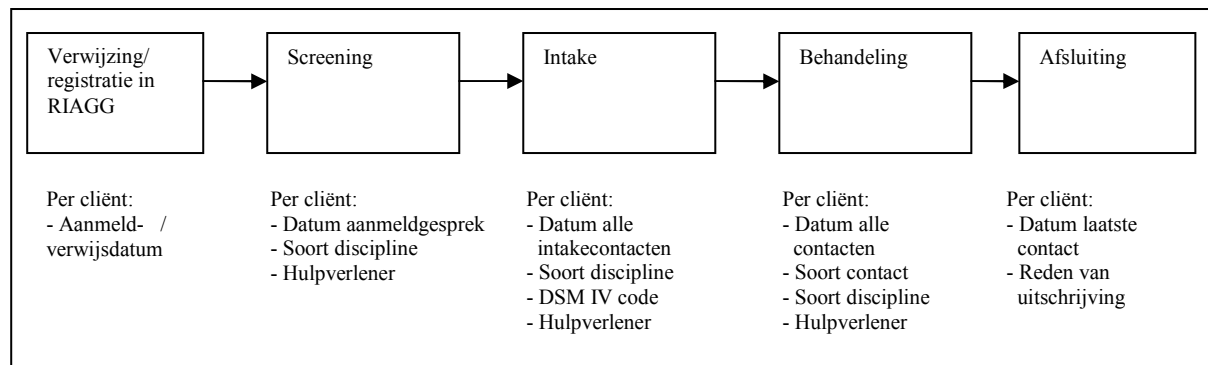 Verwijzing/
registratie in
RIAGG
Screening
Intake
Behandeling
Afsluiting
Per cliënt:
- Aanmeld- /
verwijsdatum
Per cliënt:
- Datum aanmeldgesprek
- Soort discipline
- Hulpverlener
Per cliënt:
- Datum alle
intakecontacten
- Soort discipline
- DSM IV code
- Hulpverlener
Per cliënt:
- Datum alle
contacten
- Soort contact
- Soort discipline
- Hulpverlener
Per cliënt:
- Datum laatste
contact
- Reden van
uitschrijving